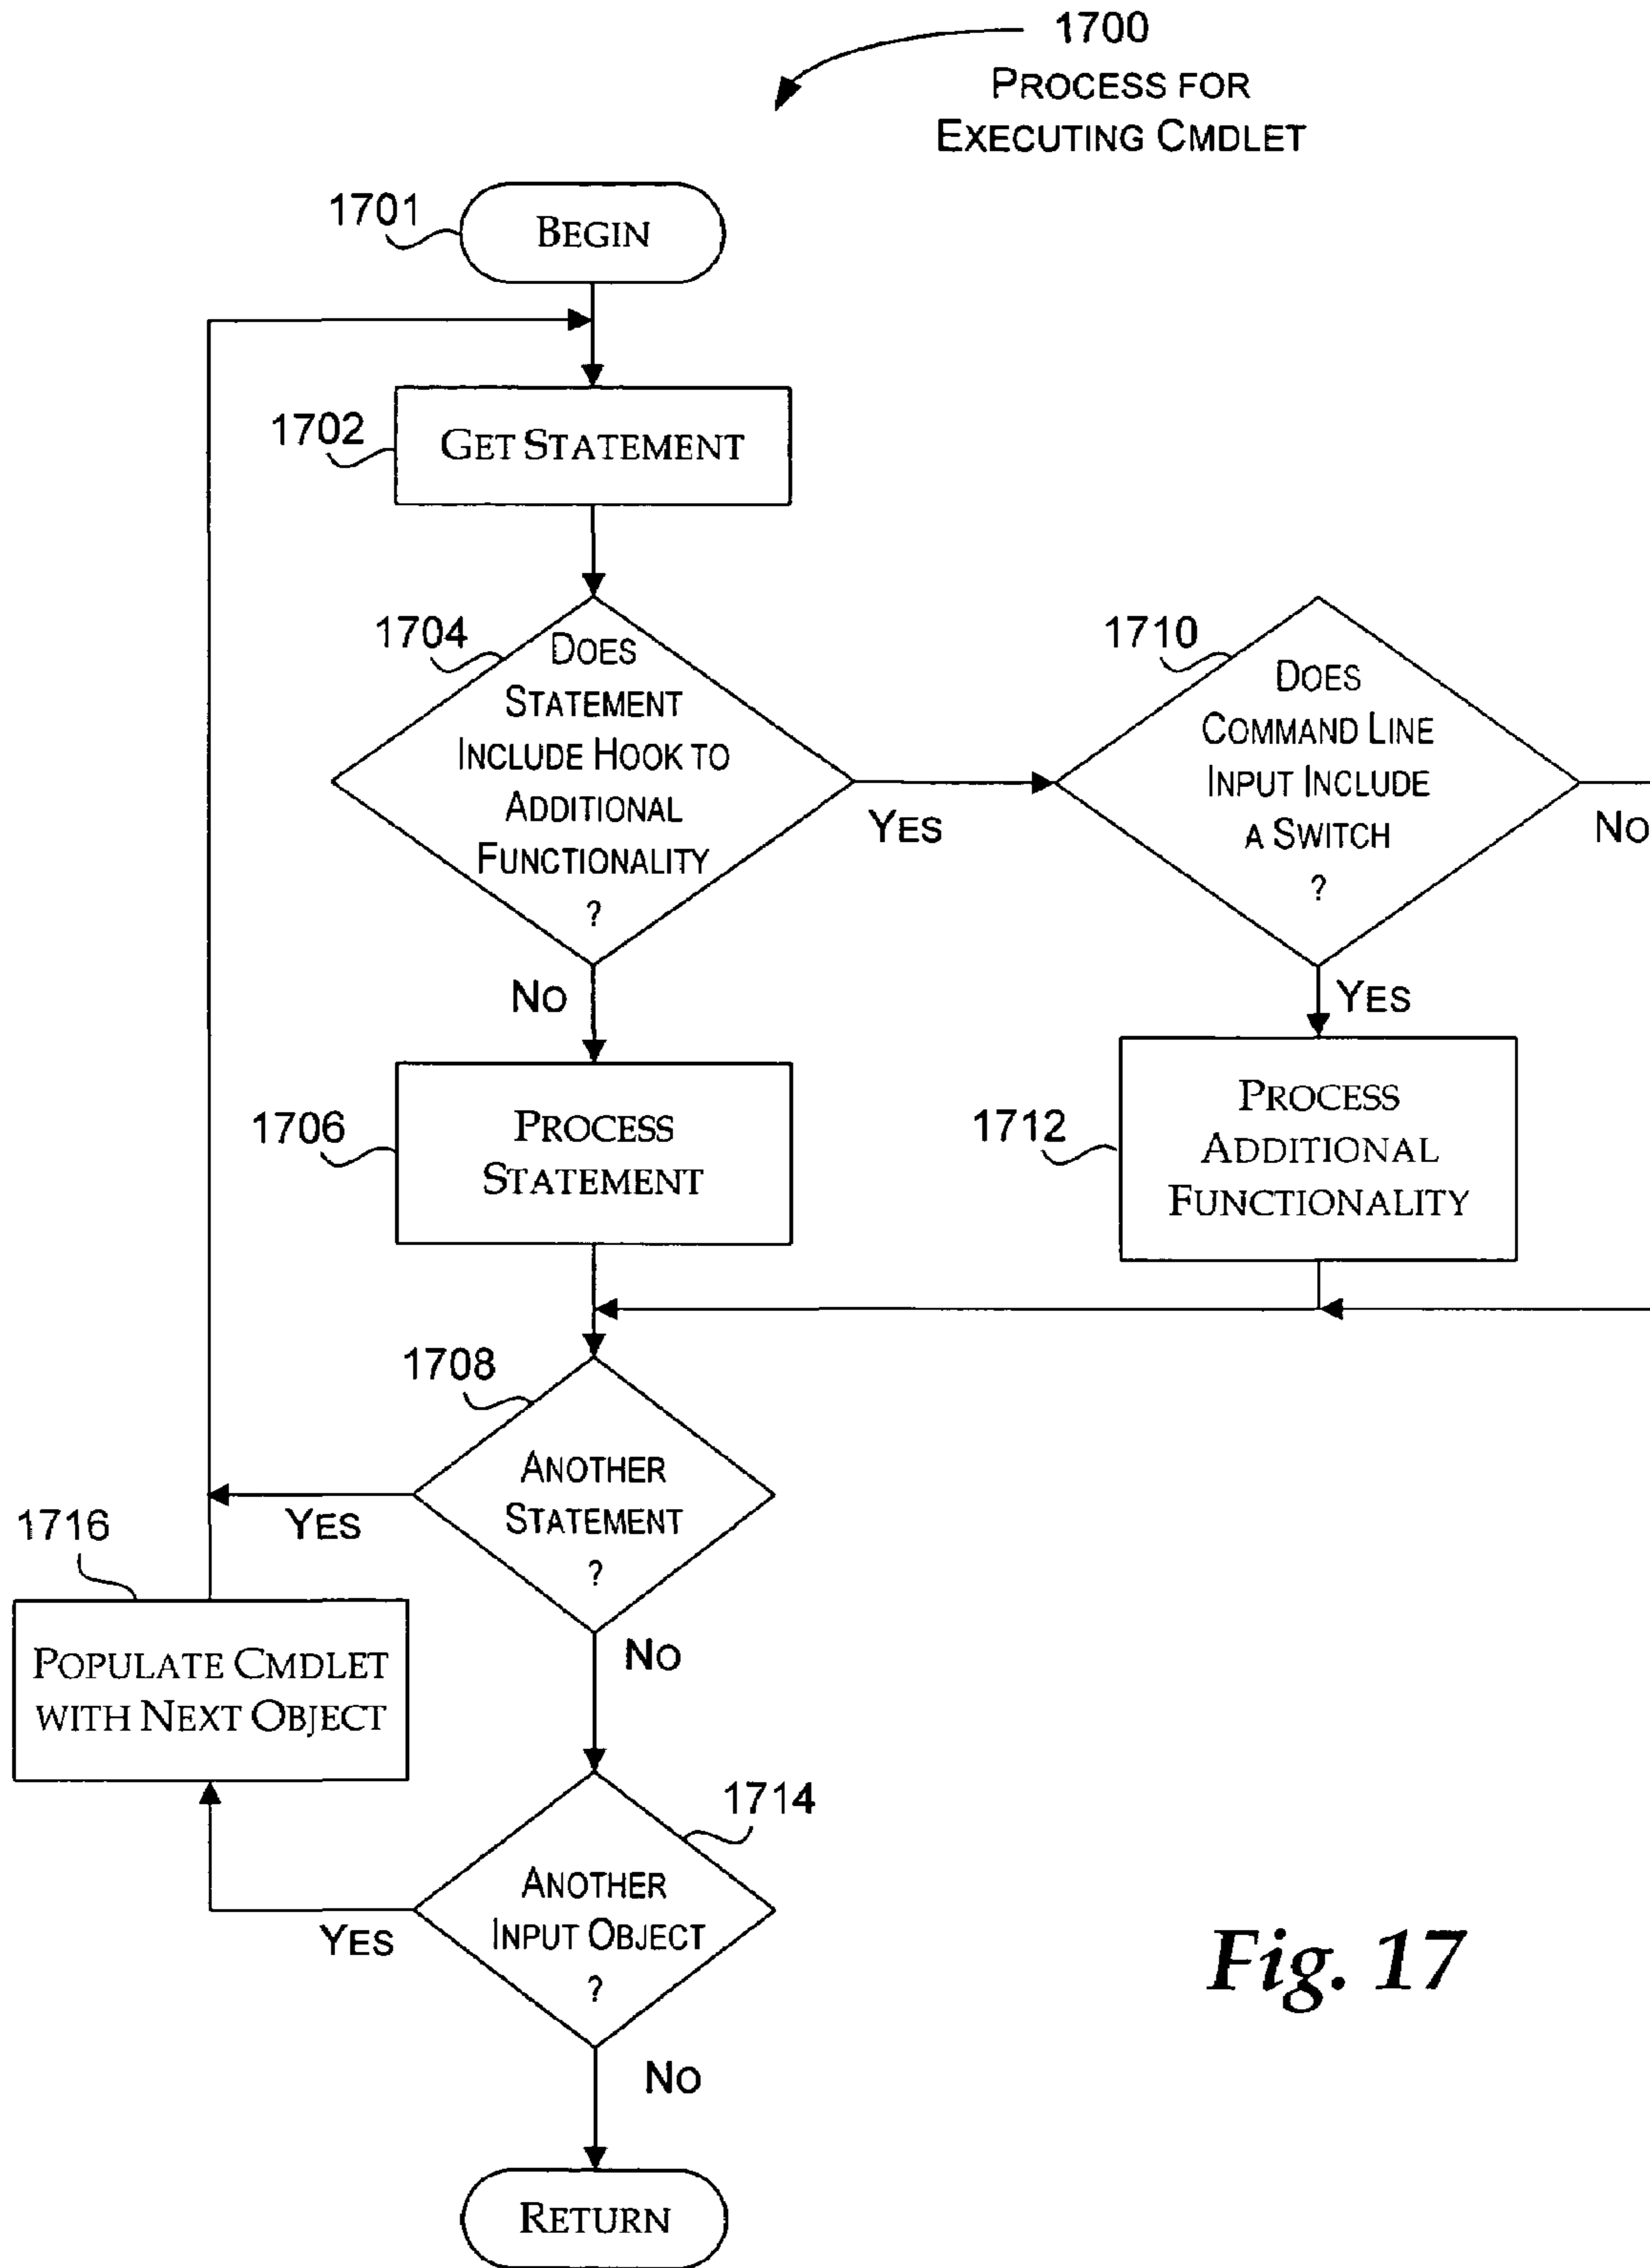 1700
PROCESS FOR
EXECUTING CMDLET
1701
BEGIN
1702
GET STATEMENT
1704
DOES
STATEMENT
INCLUDE HOOK TO
ADDITIONAL
FUNCTIONALITY
?
YES
NO
1710
DOES
COMMAND LINE
INPUT INCLUDE
A SWITCH
?
NO
YES
1706
PROCESS
STATEMENT
1712
PROCESS
ADDITIONAL
FUNCTIONALITY
1708
ANOTHER
STATEMENT
?
YES
NO
1716
POPULATE CMDLET
WITH NEXT OBJECT
1714
ANOTHER
INPUT OBJECT
?
YES
NO
RETURN
Fig. 17